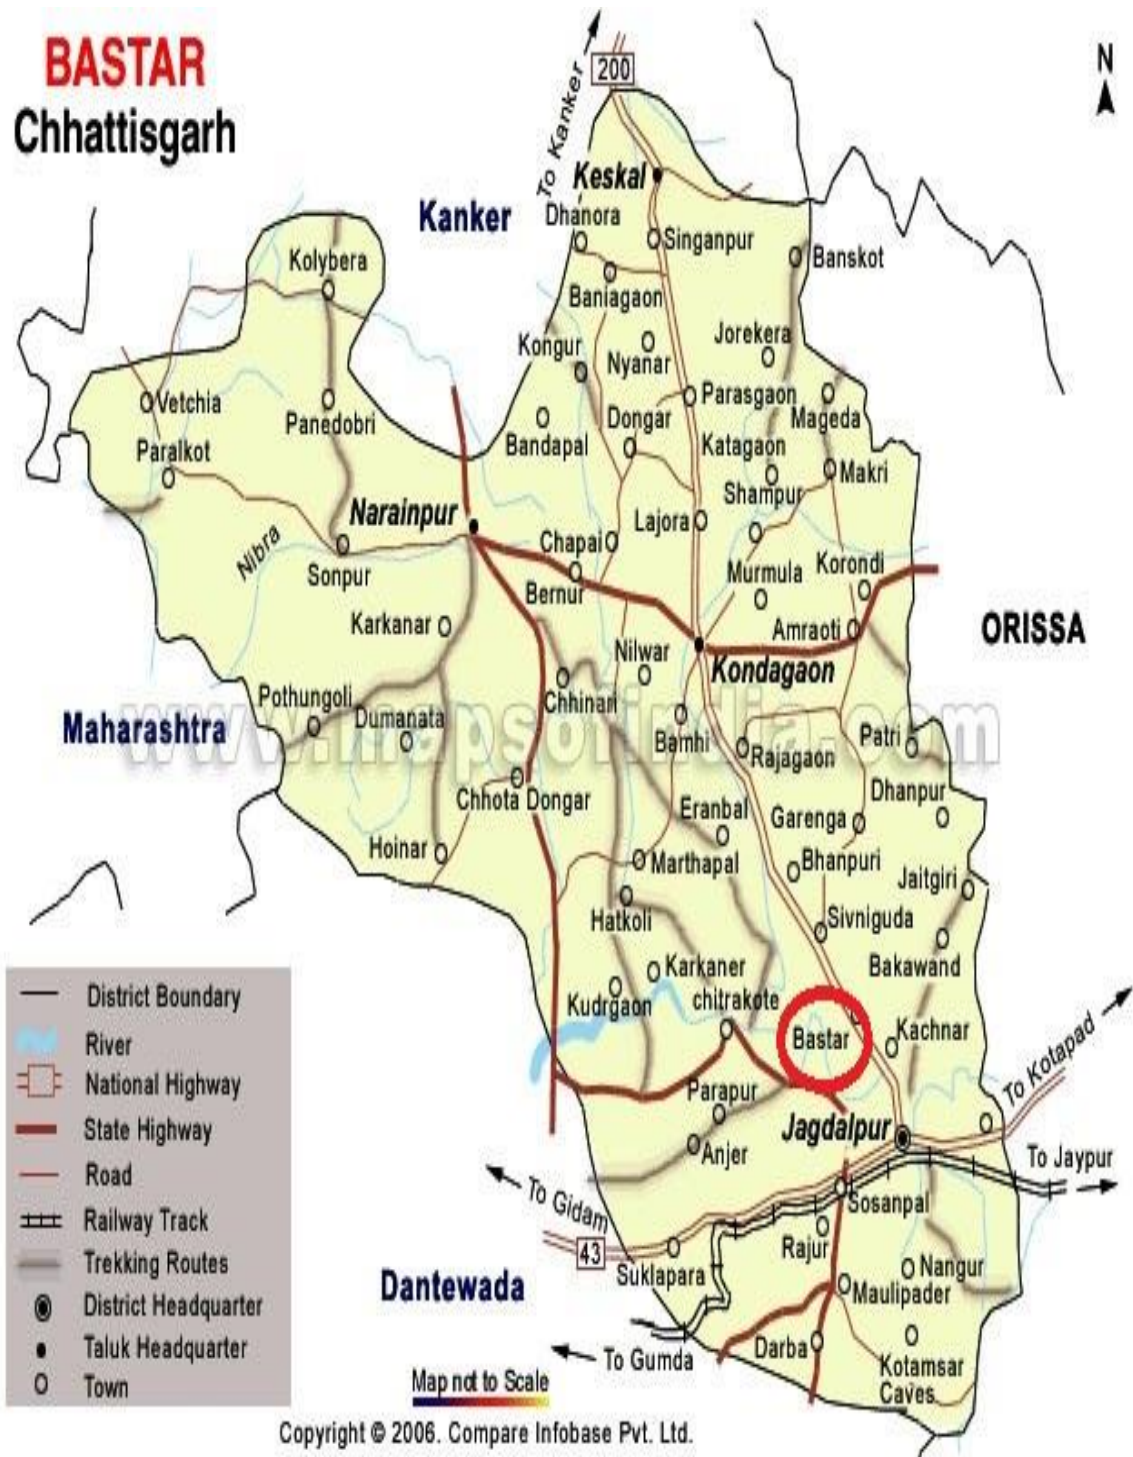 BASTAR
Chhattisgarh
N
200
To Kanker
Keskal
Kanker
Dhanora
Singanpur
Banskot
Kolybera
Baniagaon
Jorekera
Kongur
Nyanar
Parasgaon
Vetchia
Panedobri
Dongar
Mageda
Bandapal
Katagaon
Paralkot
Makri
Shampur
Narainpur
Lajora
Chapai
Nibra
Sonpur
Korondi
Murmula
Bernur
Karkanar
Amraoti
ORISSA
Nilwar
Kondagaon
Pothungoli
Chhinari
Dumanata
Maharashtra
www.mapsofindia.com
Bamhi
Patri
Rajagaon
Chhota Dongar
Dhanpur
Eranbal
Garenga
Hoinar
Marthapal
Bhanpuri
Jaitgiri
Hatkoli
Sivniguda
Karkaner
Bakawand
Kudrgaon
chitrakote
Bastar
Kachnar
To Kotapad
Parapur
Jagdalpur
Anjer
To Jaypur
To Gidam
Sosanpal
43
Rajur
Suklapara
Nangur
Dantewada
Maulipader
Darba
To Gumda
Kotamsar
Caves
District Boundary
River
National Highway
State Highway
Road
Railway Track
Trekking Routes
District Headquarter
Taluk Headquarter
Town
Map not to Scale
Copyright © 2006. Compare Infobase Pvt. Ltd.